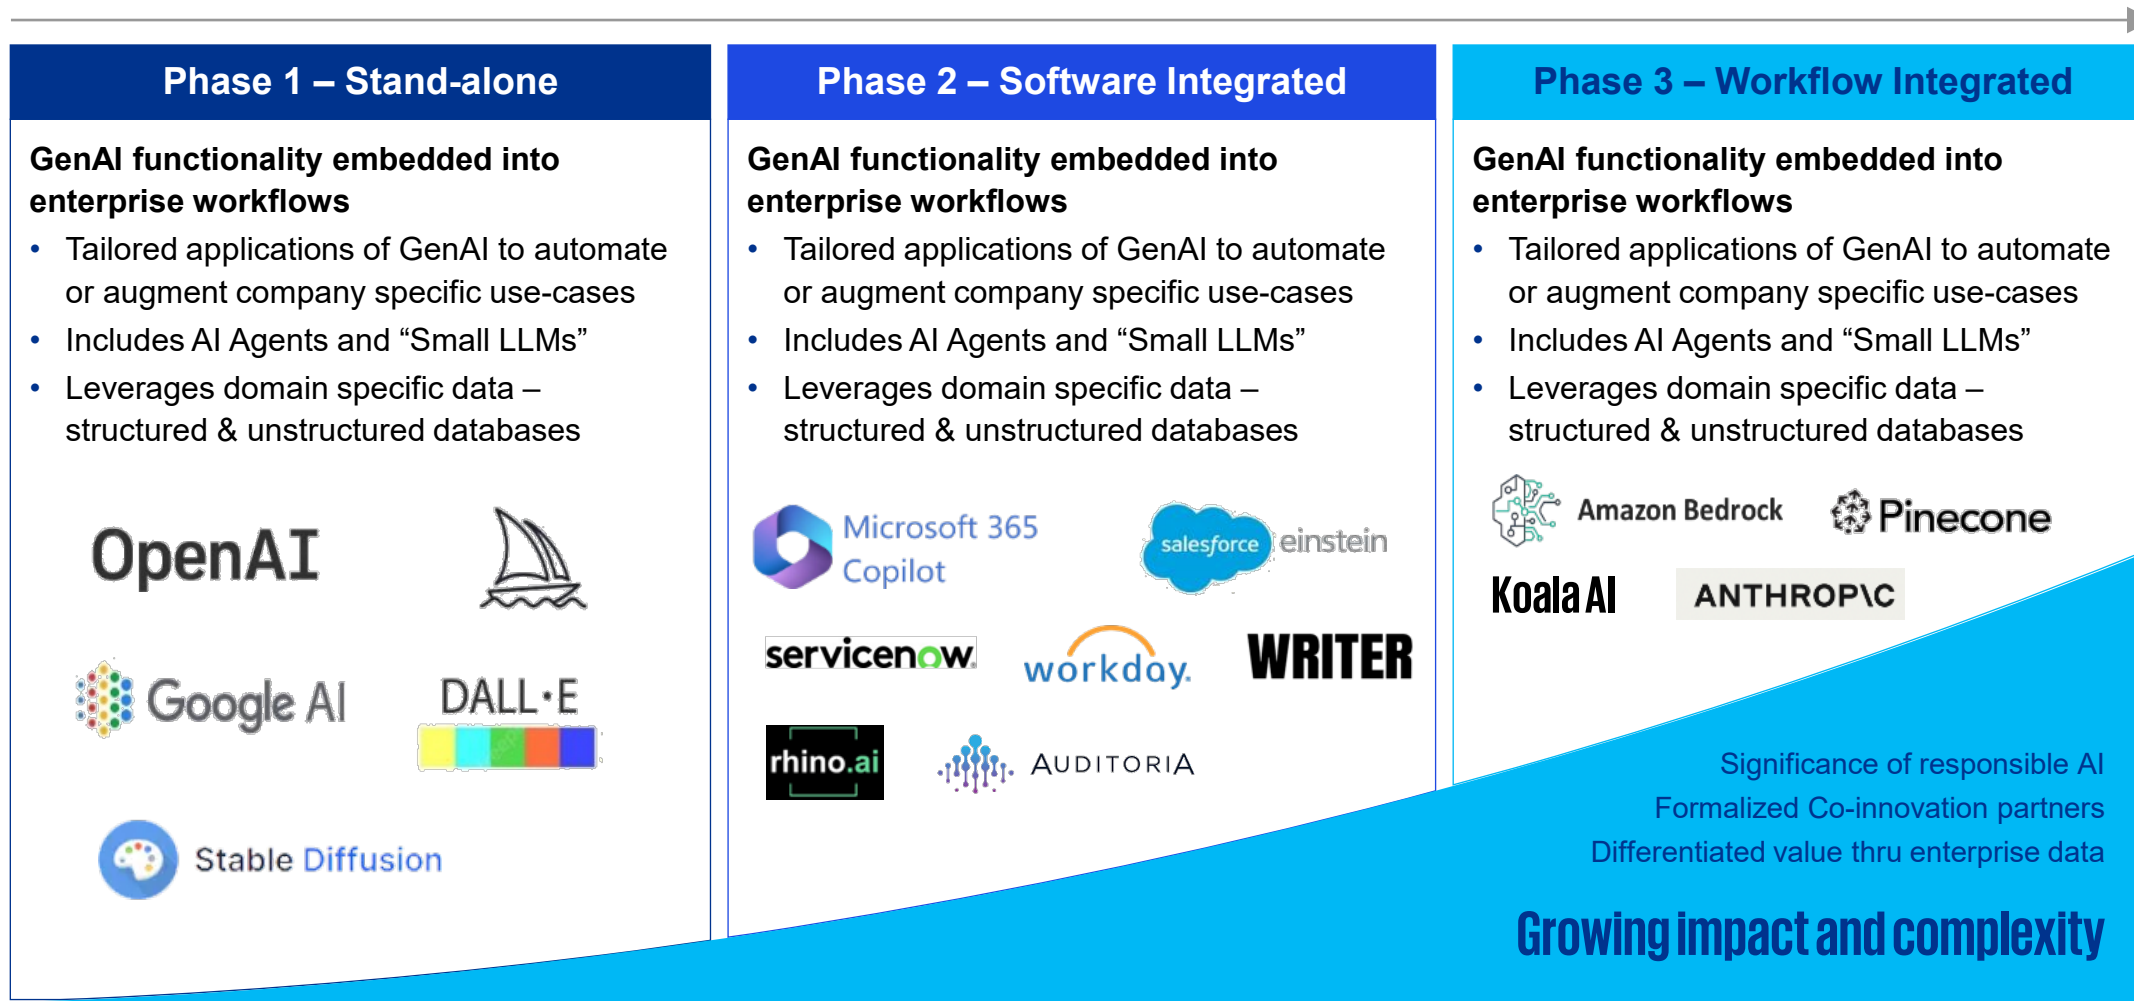 Phase 1 – Stand-alone
GenAI functionality embedded into
enterprise workflows
• Tailored applications of GenAI to automate
or augment company specific use-cases
• Includes AI Agents and “Small LLMs”
• Leverages domain specific data –
structured & unstructured databases
OpenAI
Google AI
DALL·E
Stable Diffusion
Phase 2 – Software Integrated
GenAI functionality embedded into
enterprise workflows
• Tailored applications of GenAI to automate
or augment company specific use-cases
• Includes AI Agents and “Small LLMs”
• Leverages domain specific data –
structured & unstructured databases
Microsoft 365
Copilot
salesforce einstein
servicenow
workday.
WRITER
rhino.ai
AUDITORIA
Phase 3 – Workflow Integrated
GenAI functionality embedded into
enterprise workflows
• Tailored applications of GenAI to automate
or augment company specific use-cases
• Includes AI Agents and “Small LLMs”
• Leverages domain specific data –
structured & unstructured databases
Amazon Bedrock
Pinecone
Koala AI
ANTHROP\C
Significance of responsible AI
Formalized Co-innovation partners
Differentiated value thru enterprise data
Growing impact and complexity